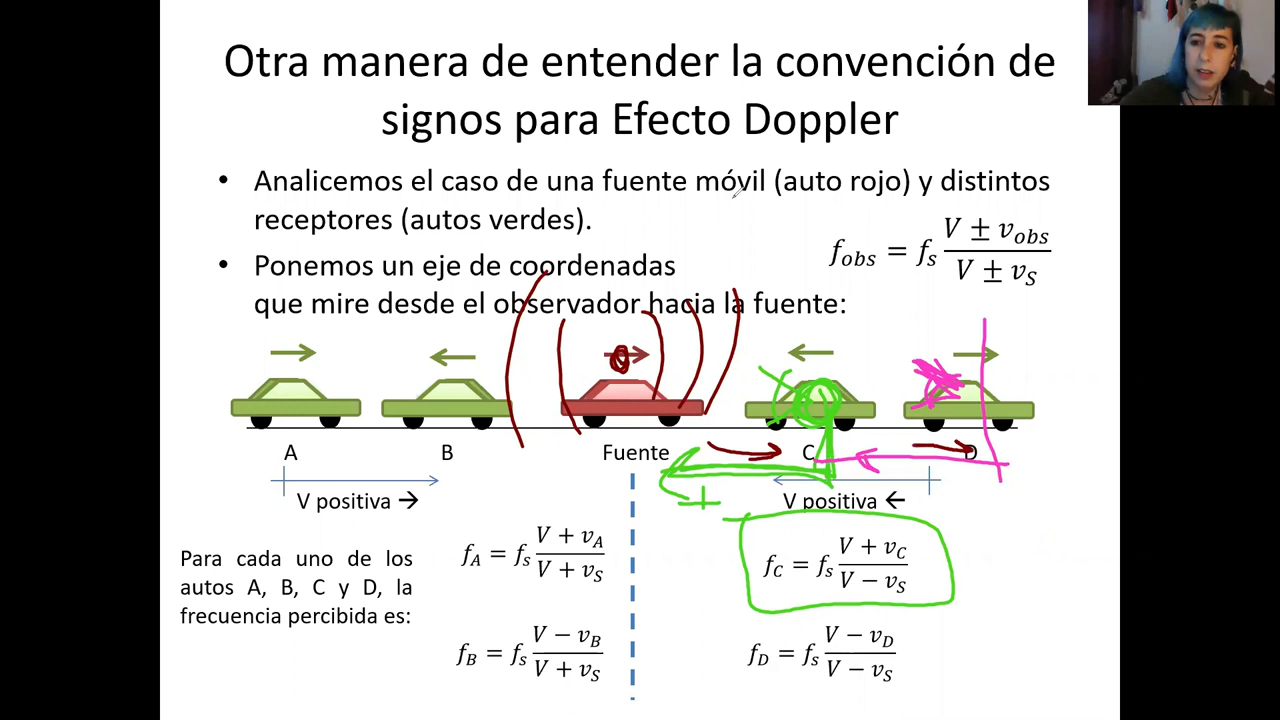 Otra manera de entender la convención de
signos para Efecto Doppler
• Analicemos el caso de una fuente móvil (auto rojo) y distintos
receptores (autos verdes).
• Ponemos un eje de coordenadas
que mire desde el observador hacia la fuente:
f_obs = f_s (V ± v_obs) / (V ± v_S)
A
B
Fuente
C
D
V positiva →
+
V positiva ←
Para cada uno de los
autos A, B, C y D, la
frecuencia percibida es:
f_A = f_s (V + v_A) / (V + v_S)
f_C = f_s (V + v_C) / (V − v_S)
f_B = f_s (V − v_B) / (V + v_S)
f_D = f_s (V − v_D) / (V − v_S)